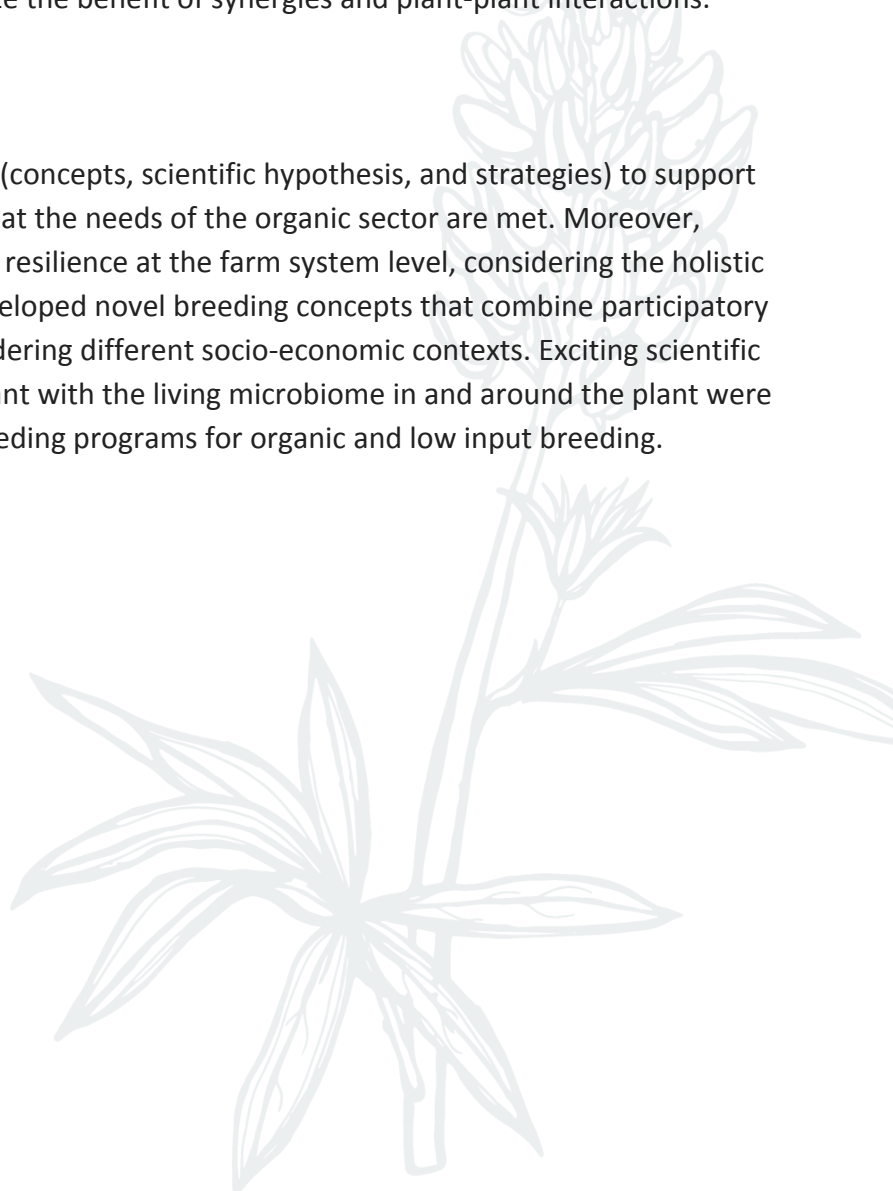 the benefit of synergies and plant-plant interactions.
(concepts, scientific hypothesis, and strategies) to support
at the needs of the organic sector are met. Moreover,
resilience at the farm system level, considering the holistic
eloped novel breeding concepts that combine participatory
dering different socio-economic contexts. Exciting scientific
nt with the living microbiome in and around the plant were
eding programs for organic and low input breeding.